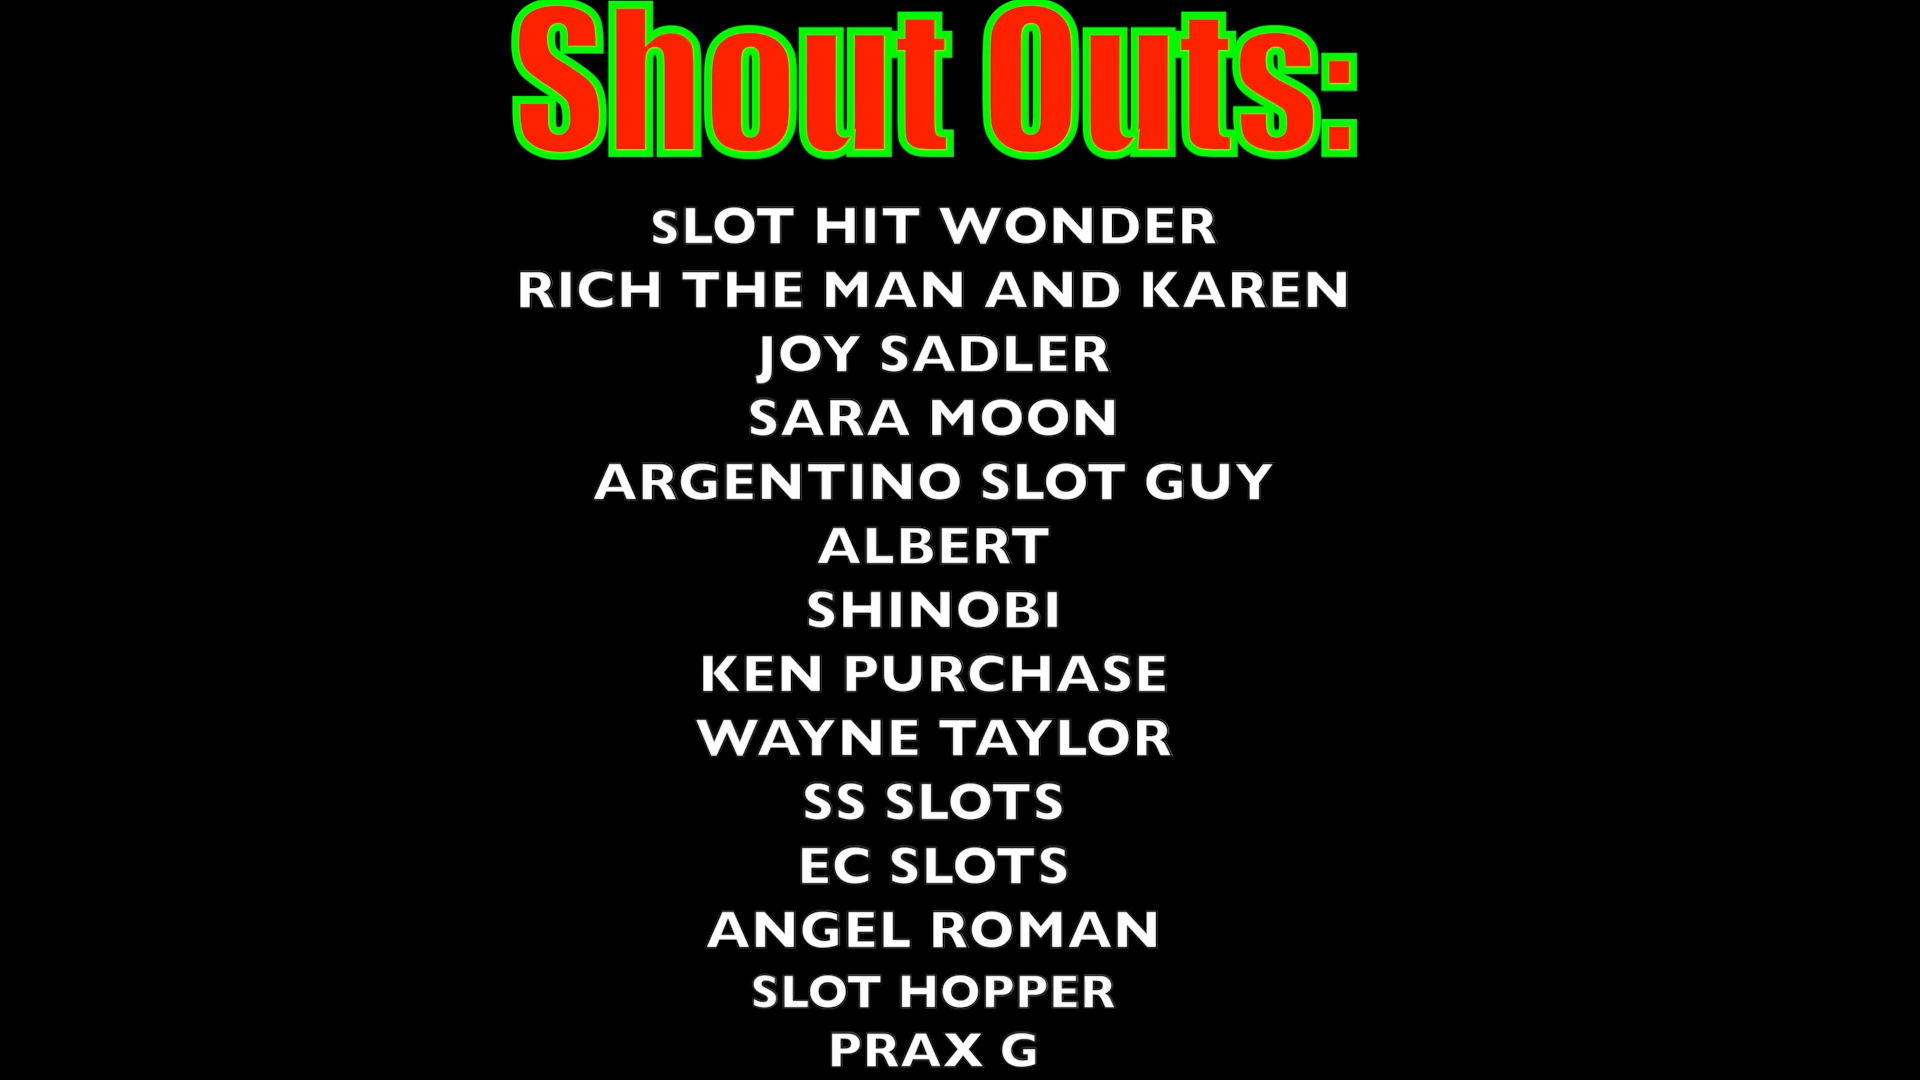 Shout Outs:
SLOT HIT WONDER
RICH THE MAN AND KAREN
JOY SADLER
SARA MOON
ARGENTINO SLOT GUY
ALBERT
SHINOBI
KEN PURCHASE
WAYNE TAYLOR
SS SLOTS
EC SLOTS
ANGEL ROMAN
SLOT HOPPER
PRAX G